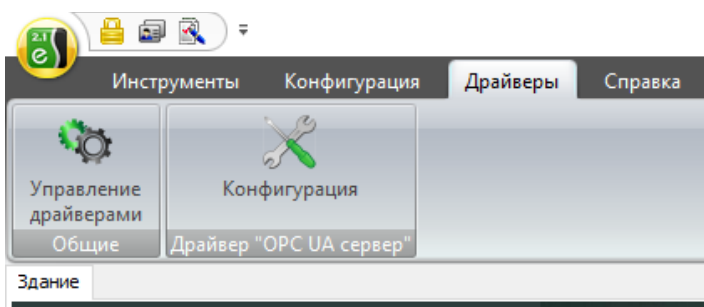 2.1
e
Инструменты Конфигурация Драйверы Справка
Управление
драйверами
Конфигурация
Общие
Драйвер "OPC UA сервер"
Здание